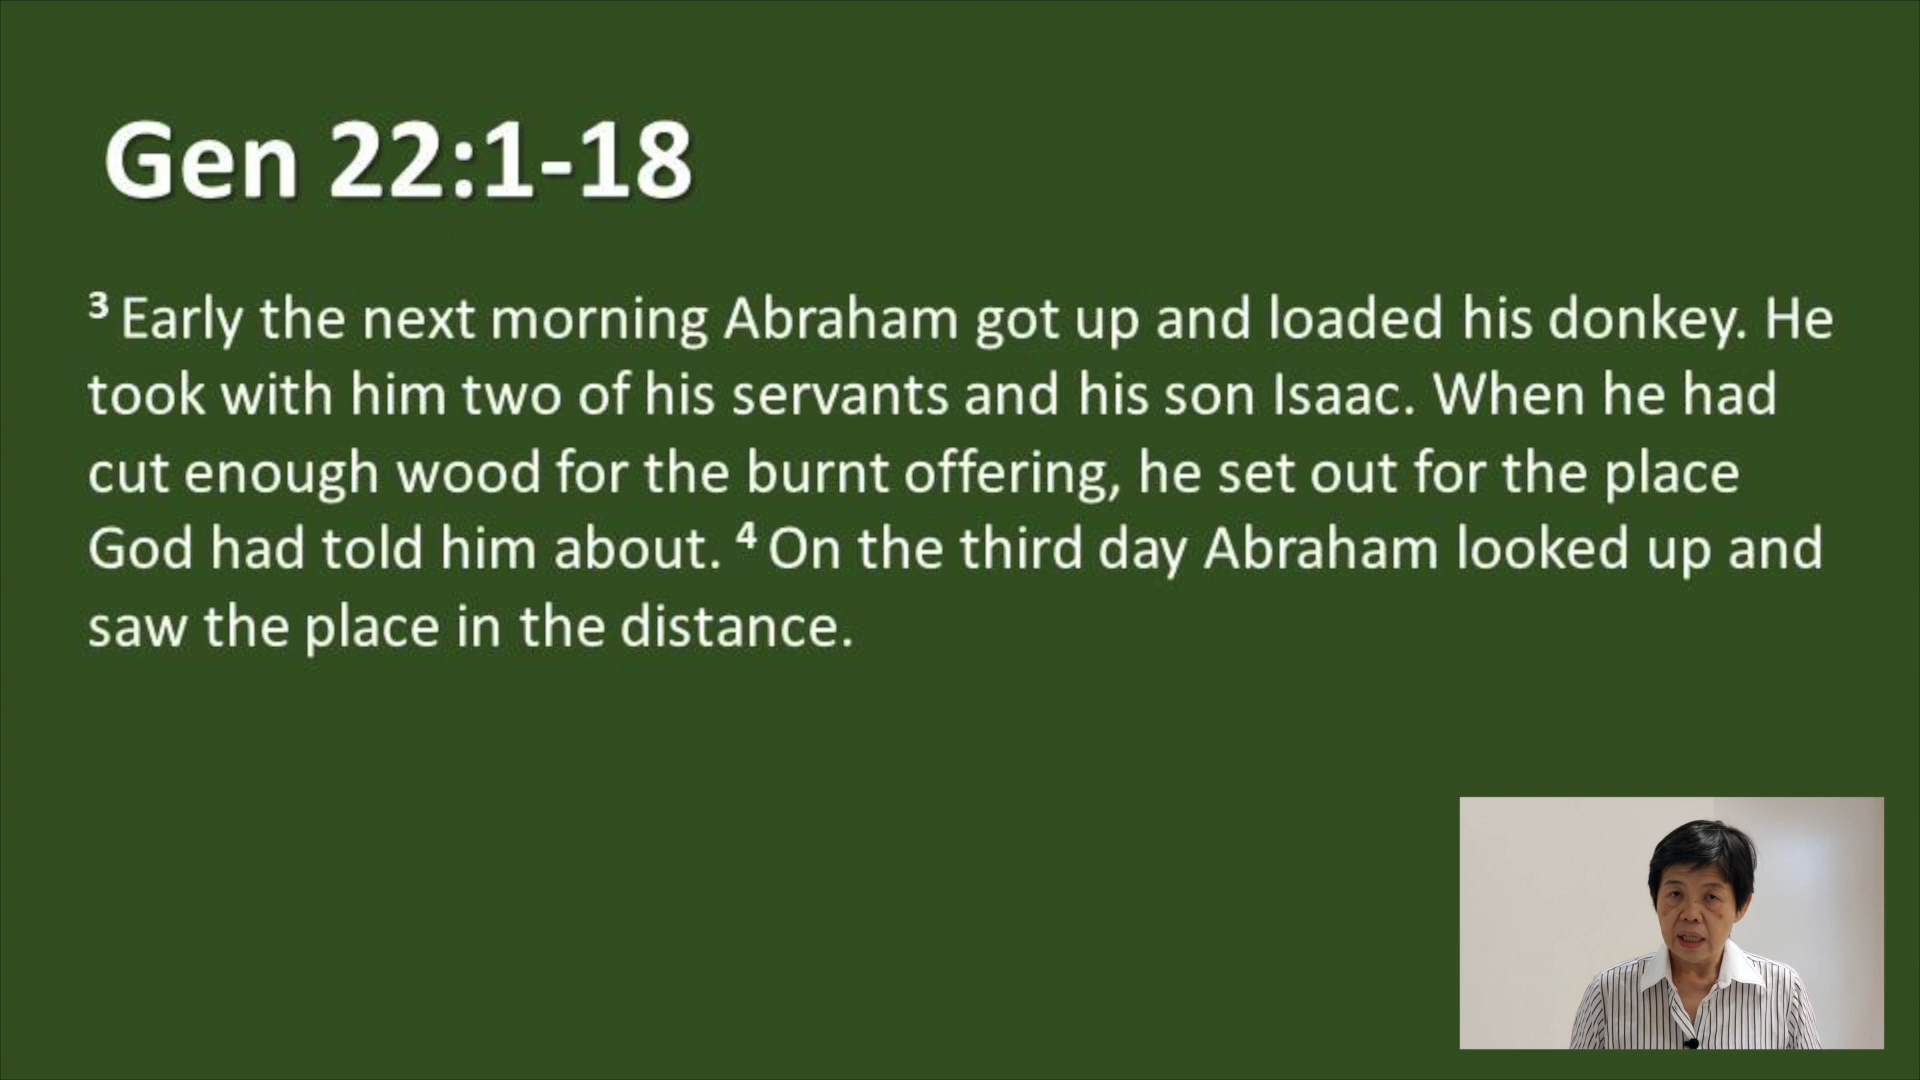 Gen 22:1-18
3 Early the next morning Abraham got up and loaded his donkey. He
took with him two of his servants and his son Isaac. When he had
cut enough wood for the burnt offering, he set out for the place
God had told him about. 4 On the third day Abraham looked up and
saw the place in the distance.